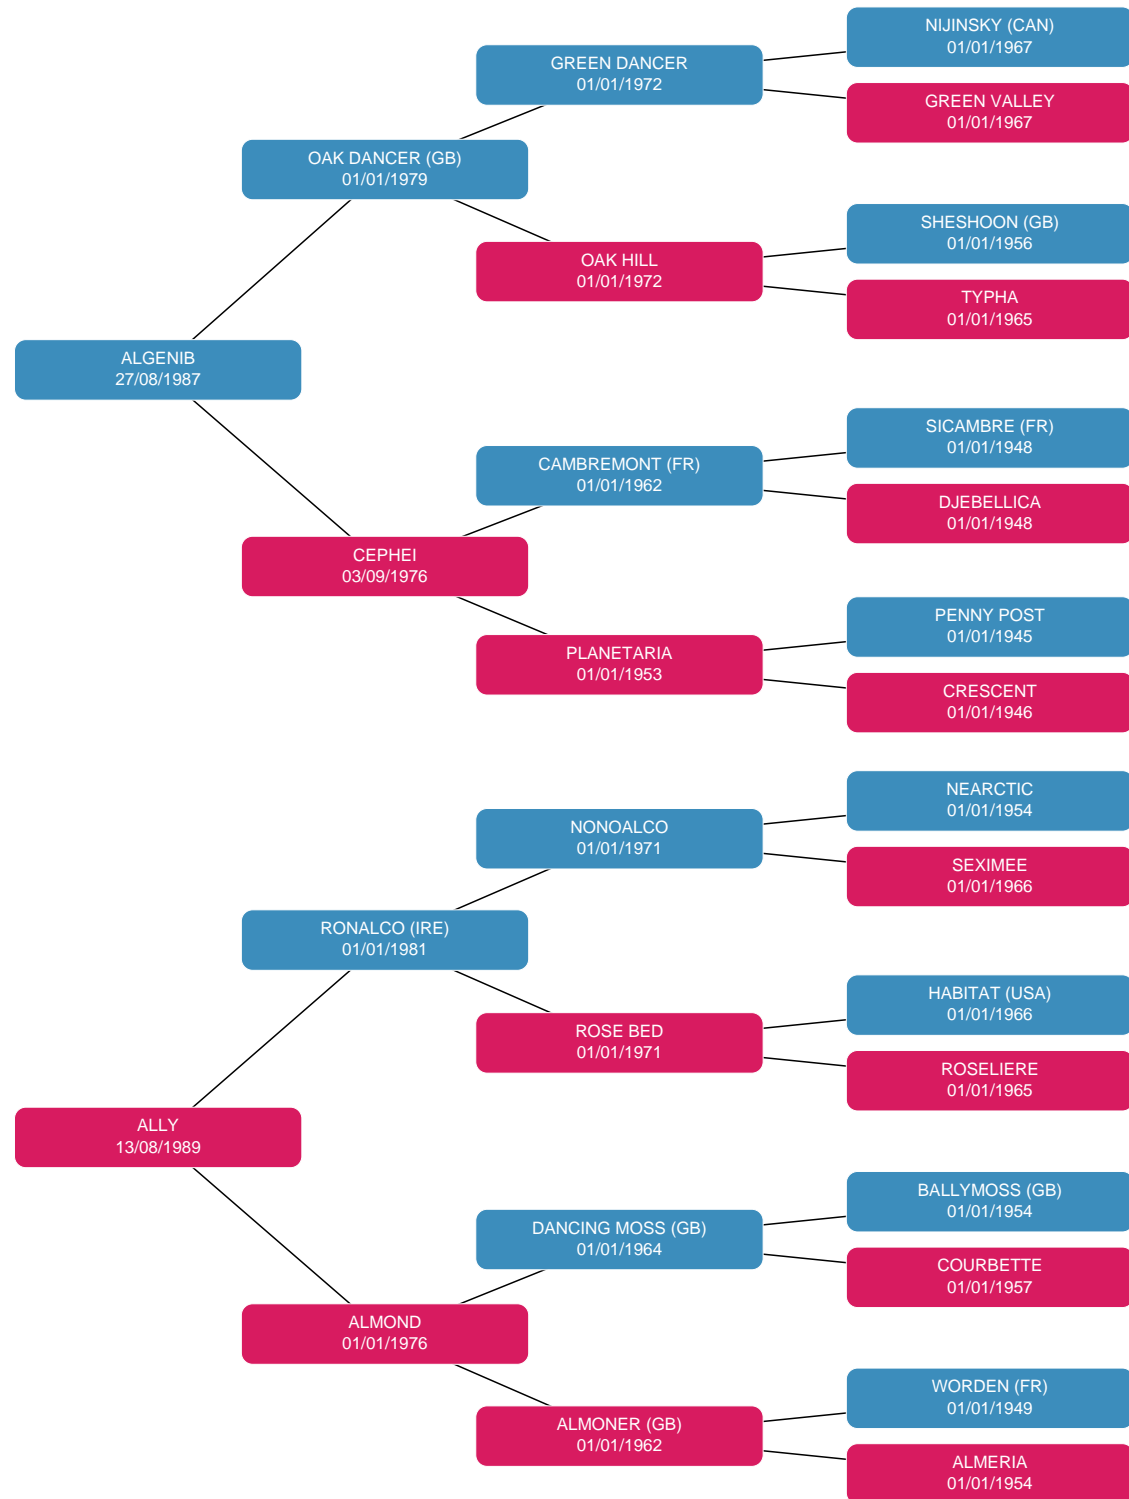 NIJINSKY (CAN)
01/01/1967
GREEN DANCER
01/01/1972
GREEN VALLEY
01/01/1967
OAK DANCER (GB)
01/01/1979
SHESHOON (GB)
01/01/1956
OAK HILL
01/01/1972
TYPHA
01/01/1965
ALGENIB
27/08/1987
SICAMBRE (FR)
01/01/1948
CAMBREMONT (FR)
01/01/1962
DJEBELLICA
01/01/1948
CEPHEI
03/09/1976
PENNY POST
01/01/1945
PLANETARIA
01/01/1953
CRESCENT
01/01/1946
NEARCTIC
01/01/1954
NONOALCO
01/01/1971
SEXIMEE
01/01/1966
RONALCO (IRE)
01/01/1981
HABITAT (USA)
01/01/1966
ROSE BED
01/01/1971
ROSELIERE
01/01/1965
ALLY
13/08/1989
BALLYMOSS (GB)
01/01/1954
DANCING MOSS (GB)
01/01/1964
COURBETTE
01/01/1957
ALMOND
01/01/1976
WORDEN (FR)
01/01/1949
ALMONER (GB)
01/01/1962
ALMERIA
01/01/1954